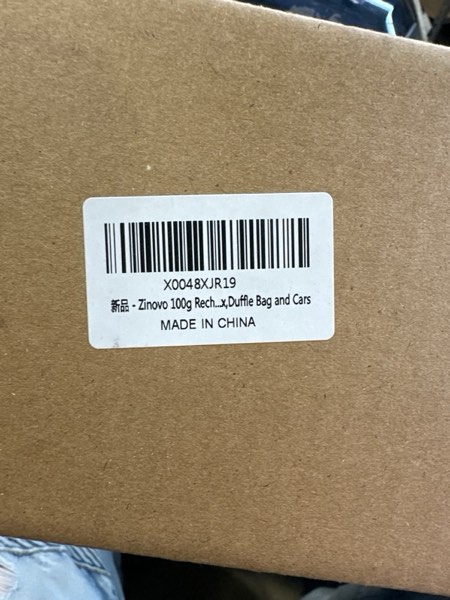 X0048XJR19
新品 - Zinovo 100g Rech...x,Duffle Bag and Cars
MADE IN CHINA